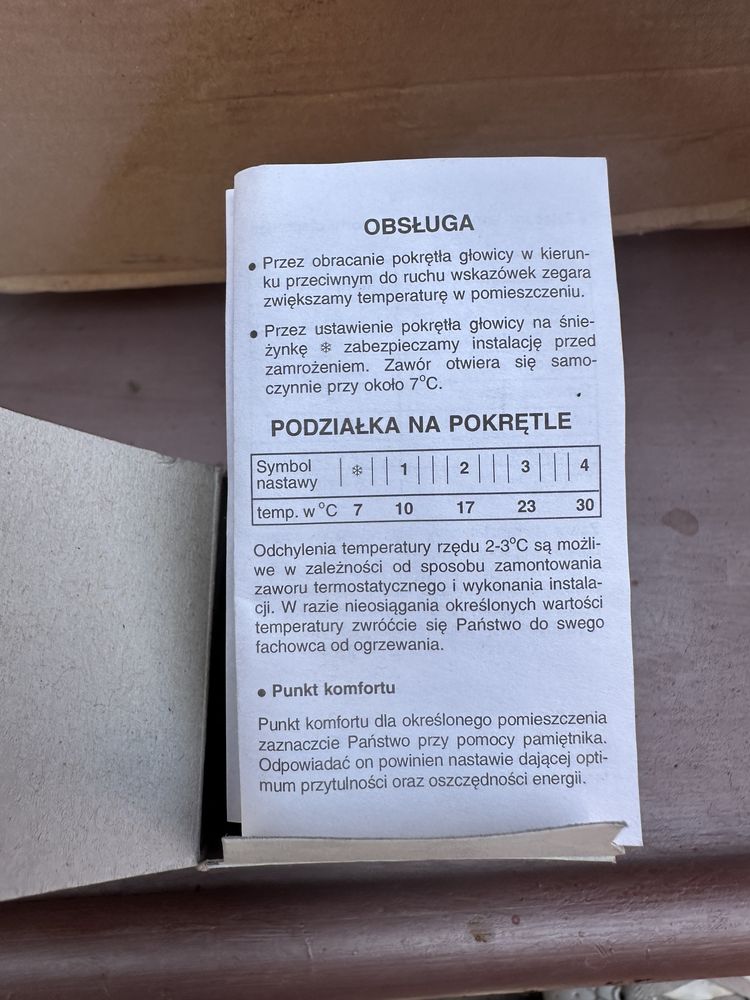 OBSŁUGA
● Przez obracanie pokrętła głowicy w kierun-
ku przeciwnym do ruchu wskazówek zegara
zwiększamy temperaturę w pomieszczeniu.
● Przez ustawienie pokrętła głowicy na śnie-
żynkę ❄ zabezpieczamy instalację przed
zamrożeniem. Zawór otwiera się samo-
czynnie przy około 7°C.
PODZIAŁKA NA POKRĘTLE
Symbol nastawy | ❄ | | 1 | | | 2 | | | 3 | | | 4
temp. w °C 7 10 17 23 30
Odchylenia temperatury rzędu 2-3°C są możli-
we w zależności od sposobu zamontowania
zaworu termostatycznego i wykonania instala-
cji. W razie nieosiągania określonych wartości
temperatury zwróćcie się Państwo do swego
fachowca od ogrzewania.
● Punkt komfortu
Punkt komfortu dla określonego pomieszczenia
zaznaczcie Państwo przy pomocy pamiętnika.
Odpowiadać on powinien nastawie dającej opti-
mum przytulności oraz oszczędności energii.